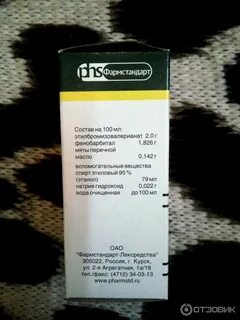 phs Фармстандарт
Состав на 100 мл:
этилбромизовалерианат 2,0 г
фенобарбитал 1,826 г
мяты перечной
масло 0,142 г
вспомогательные вещества
спирт этиловый 95 %
(этанол) 79 мл
натрия гидроксид 0,022 г
вода очищенная до 100 мл
ОАО
"Фармстандарт-Лексредства"
305022, Россия, г. Курск,
ул. 2-я Агрегатная, 1а/18
тел./факс: (4712) 34-03-13
www.pharmstd.ru
ОТЗОВИК